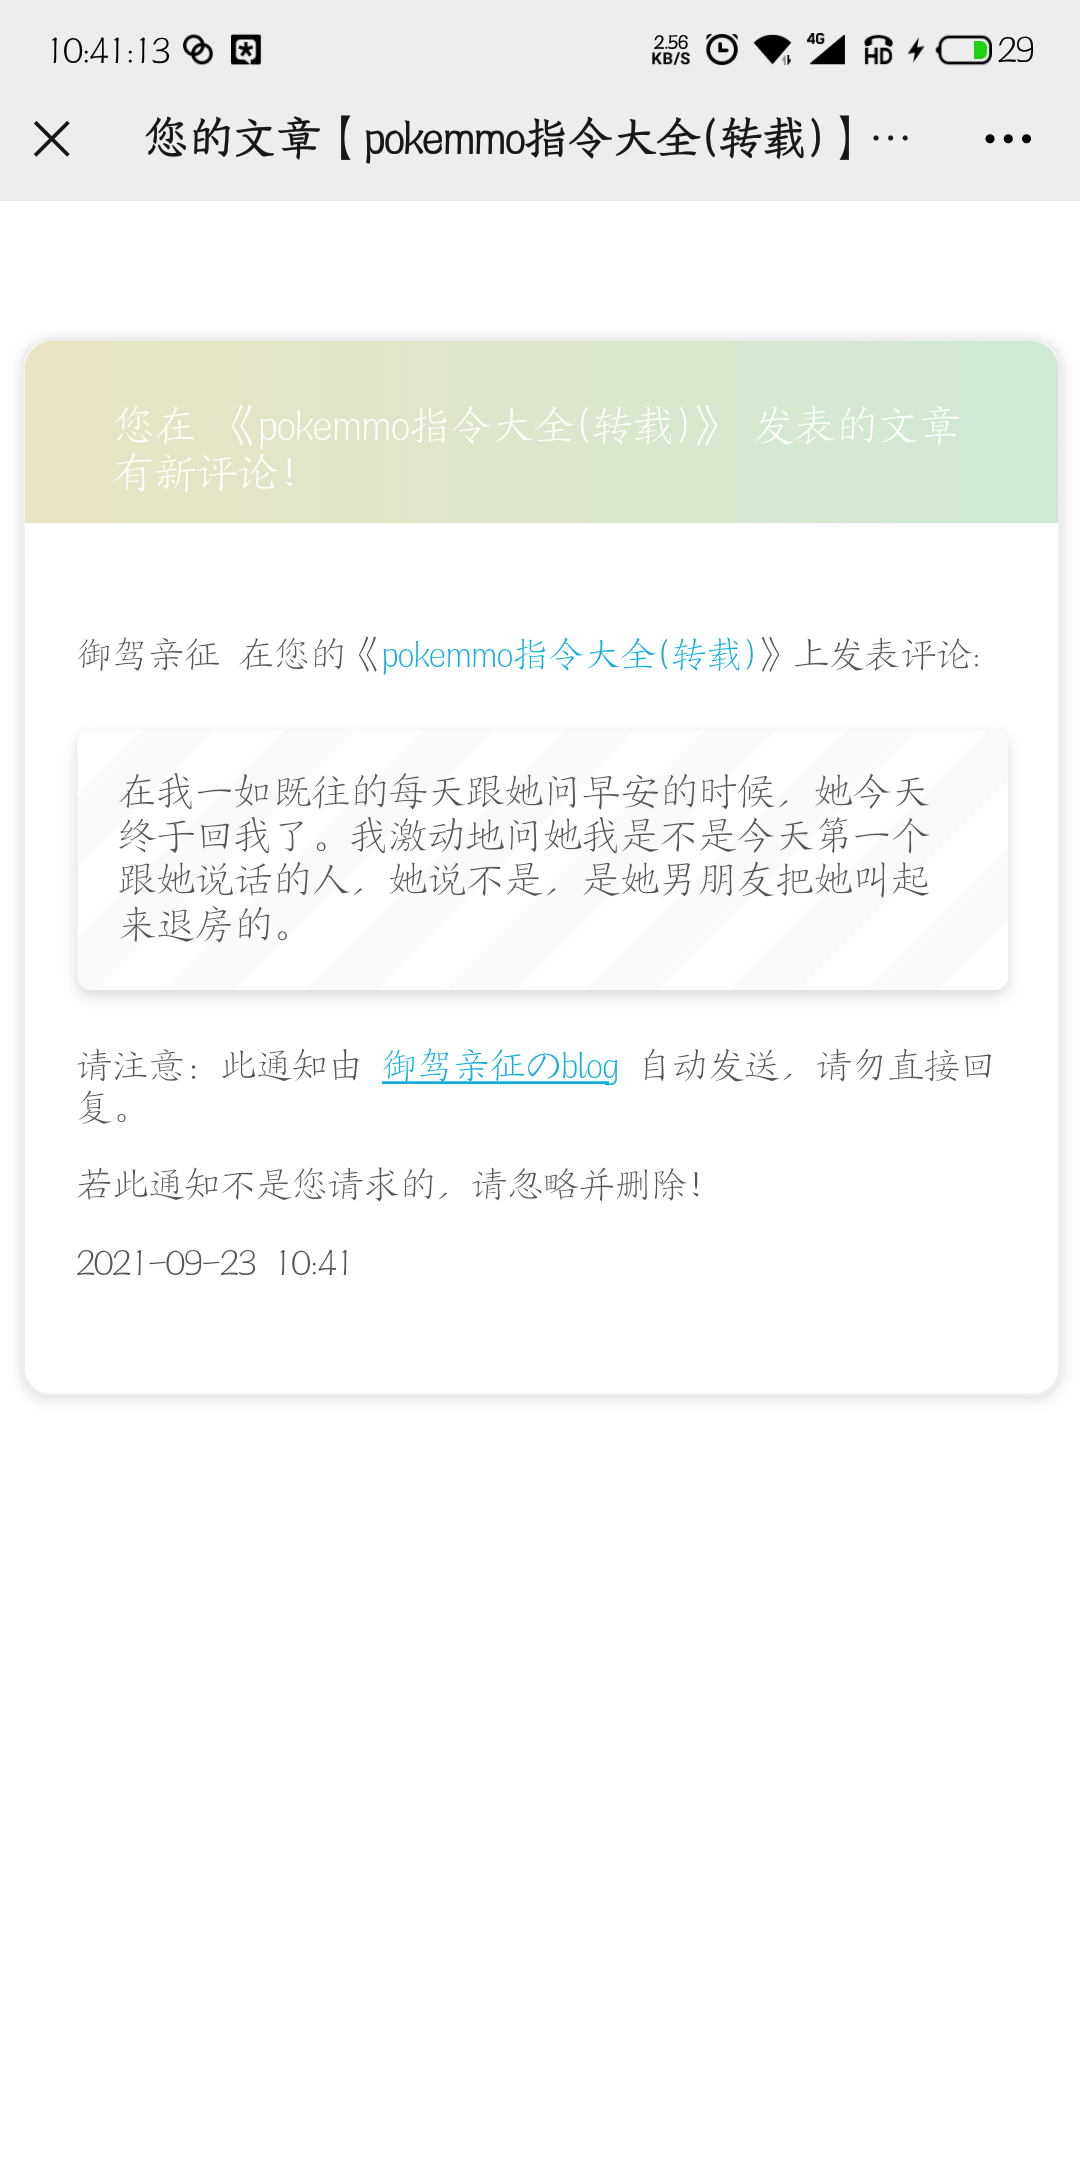 10:41:13 2.56 KB/S 4G HD 29
您的文章【pokemmo指令大全(转载)】…
您在 《pokemmo指令大全(转载)》 发表的文章
有新评论!
御驾亲征 在您的《pokemmo指令大全(转载)》上发表评论:
在我一如既往的每天跟她问早安的时候，她今天
终于回我了。我激动地问她我是不是今天第一个
跟她说话的人，她说不是，是她男朋友把她叫起
来退房的。
请注意：此通知由 御驾亲征のblog 自动发送，请勿直接回
复。
若此通知不是您请求的，请忽略并删除!
2021-09-23 10:41